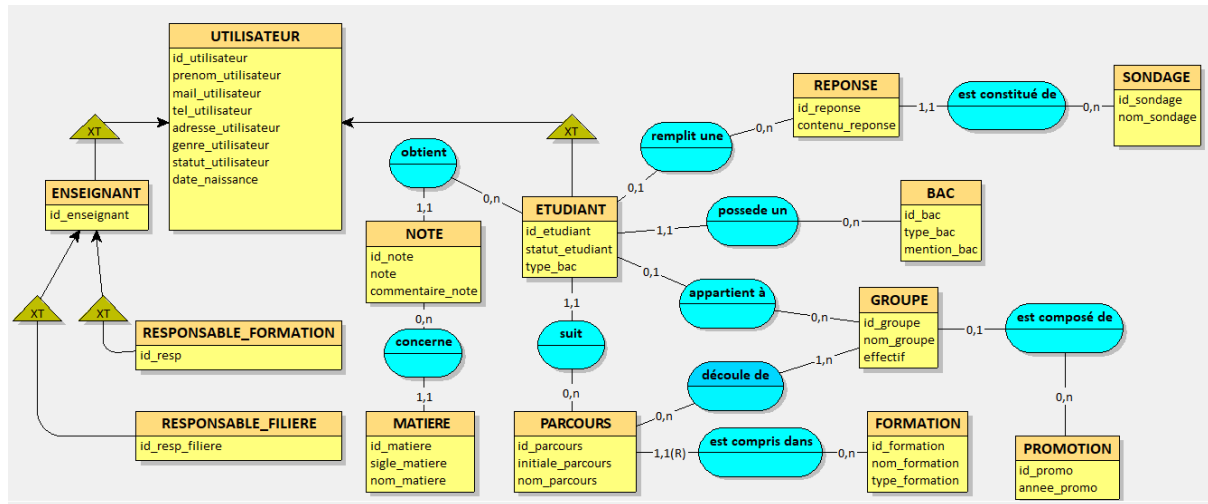 UTILISATEUR
id_utilisateur
prenom_utilisateur
mail_utilisateur
tel_utilisateur
adresse_utilisateur
genre_utilisateur
statut_utilisateur
date_naissance
XT
XT
ENSEIGNANT
id_enseignant
XT
XT
RESPONSABLE_FORMATION
id_resp
RESPONSABLE_FILIERE
id_resp_filiere
obtient
1,1
0,n
NOTE
id_note
note
commentaire_note
0,n
concerne
1,1
MATIERE
id_matiere
sigle_matiere
nom_matiere
ETUDIANT
id_etudiant
statut_etudiant
type_bac
0,1
remplit une
0,n
REPONSE
id_reponse
contenu_reponse
1,1
est constitué de
0,n
SONDAGE
id_sondage
nom_sondage
1,1
possede un
0,n
BAC
id_bac
type_bac
mention_bac
0,1
appartient à
0,n
GROUPE
id_groupe
nom_groupe
effectif
0,1
est composé de
0,n
PROMOTION
id_promo
annee_promo
1,1
suit
0,n
PARCOURS
id_parcours
initiale_parcours
nom_parcours
0,n
découle de
1,n
1,1(R)
est compris dans
0,n
FORMATION
id_formation
nom_formation
type_formation